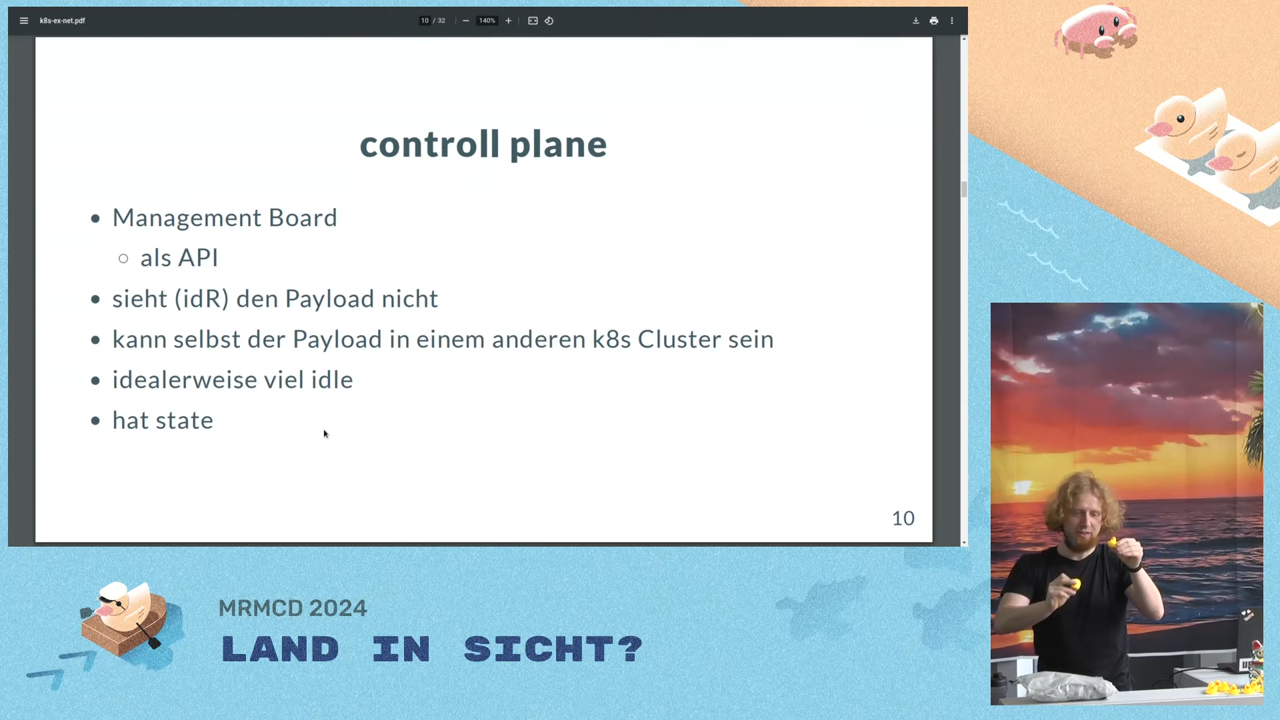 k8s-ex-net.pdf
10 / 32
140%
controll plane
Management Board
als API
sieht (idR) den Payload nicht
kann selbst der Payload in einem anderen k8s Cluster sein
idealerweise viel idle
hat state
10
MRMCD 2024
LAND IN SICHT?